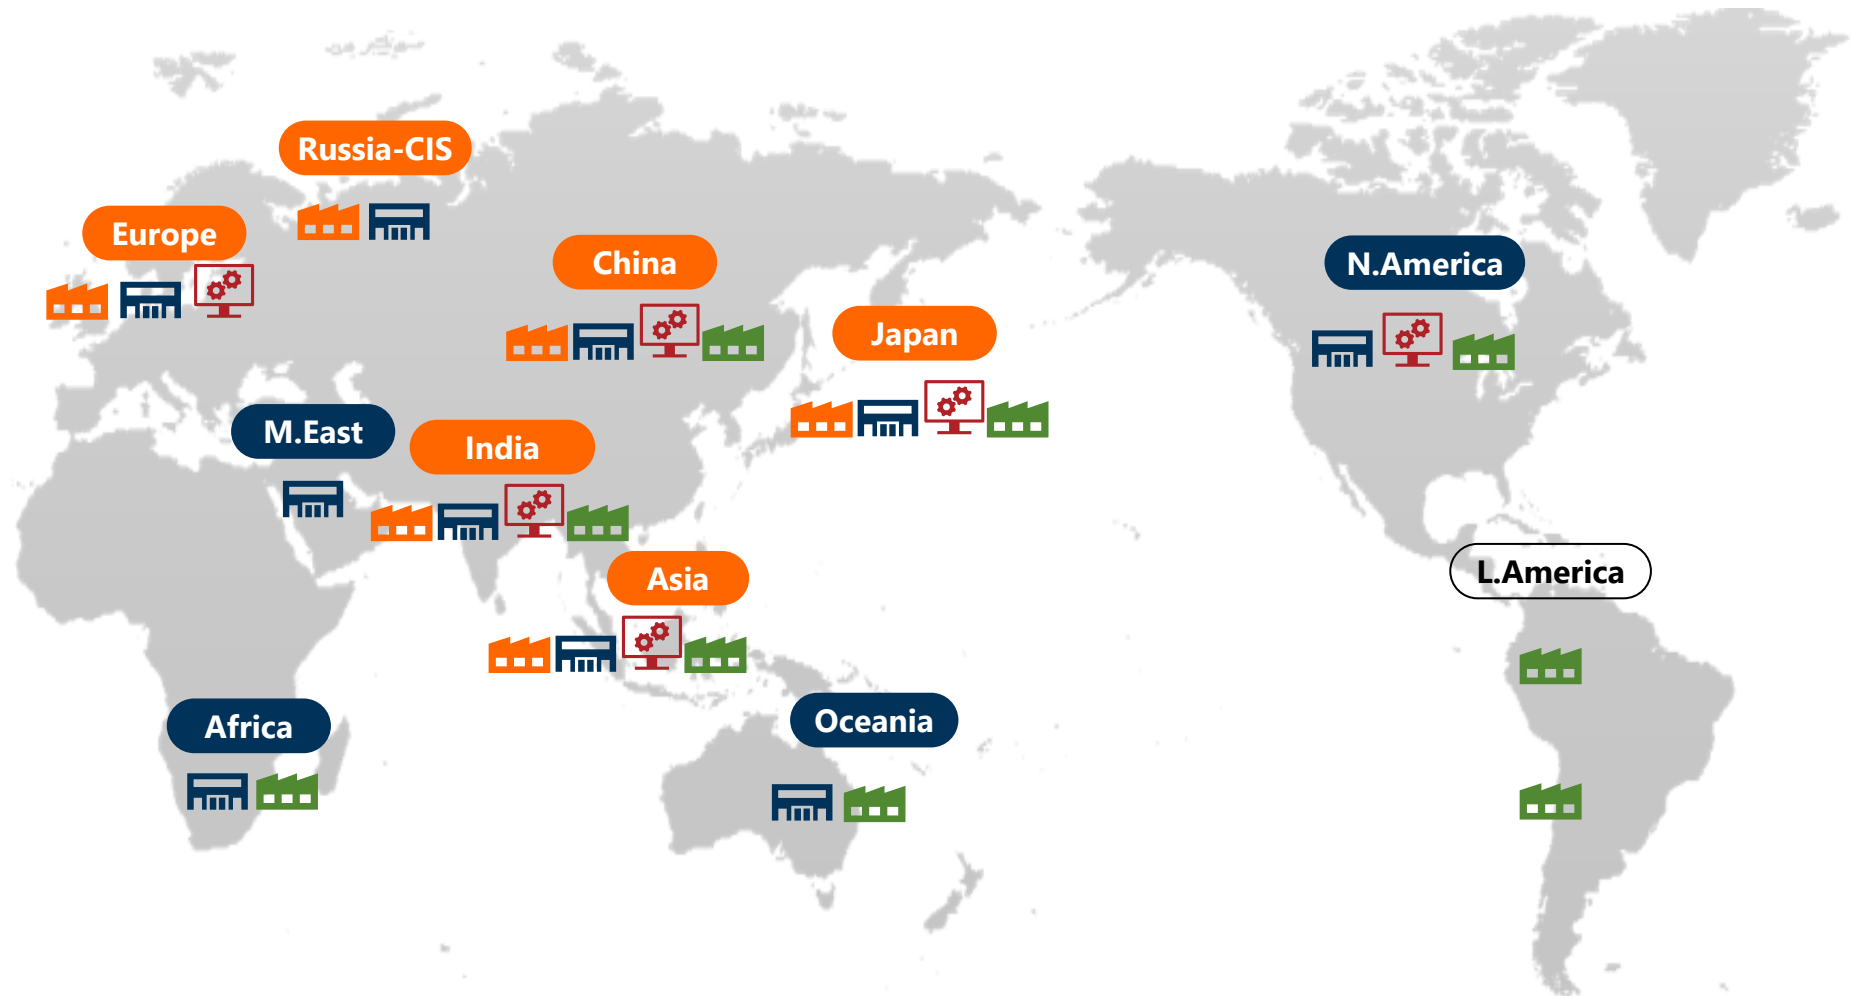 Russia-CIS
Europe
China
N.America
Japan
M.East
India
L.America
Asia
Africa
Oceania